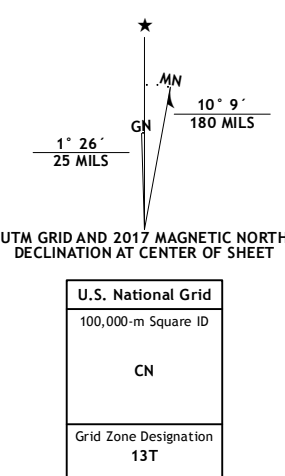 ★
MN
GN
1° 26´
25 MILS
10° 9´
180 MILS
UTM GRID AND 2017 MAGNETIC NORTH
DECLINATION AT CENTER OF SHEET
U.S. National Grid
100,000-m Square ID
CN
Grid Zone Designation
13T